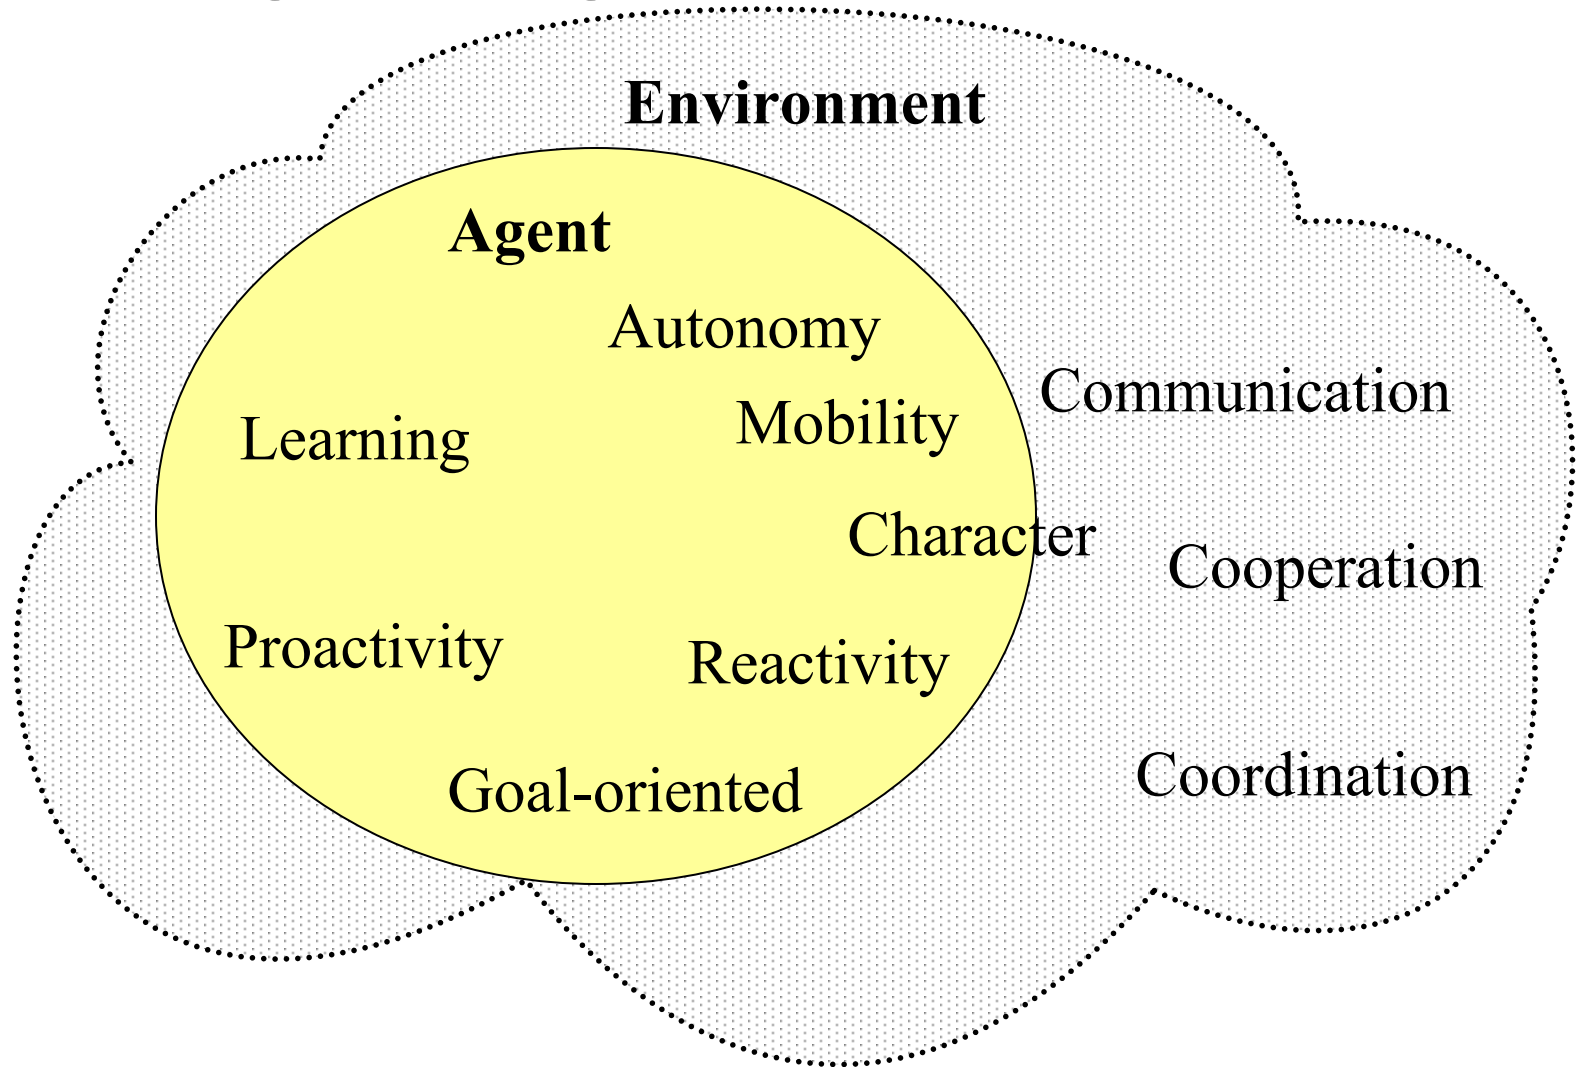 Environment
Agent
Autonomy
Communication
Mobility
Learning
Character
Cooperation
Proactivity
Reactivity
Coordination
Goal-oriented